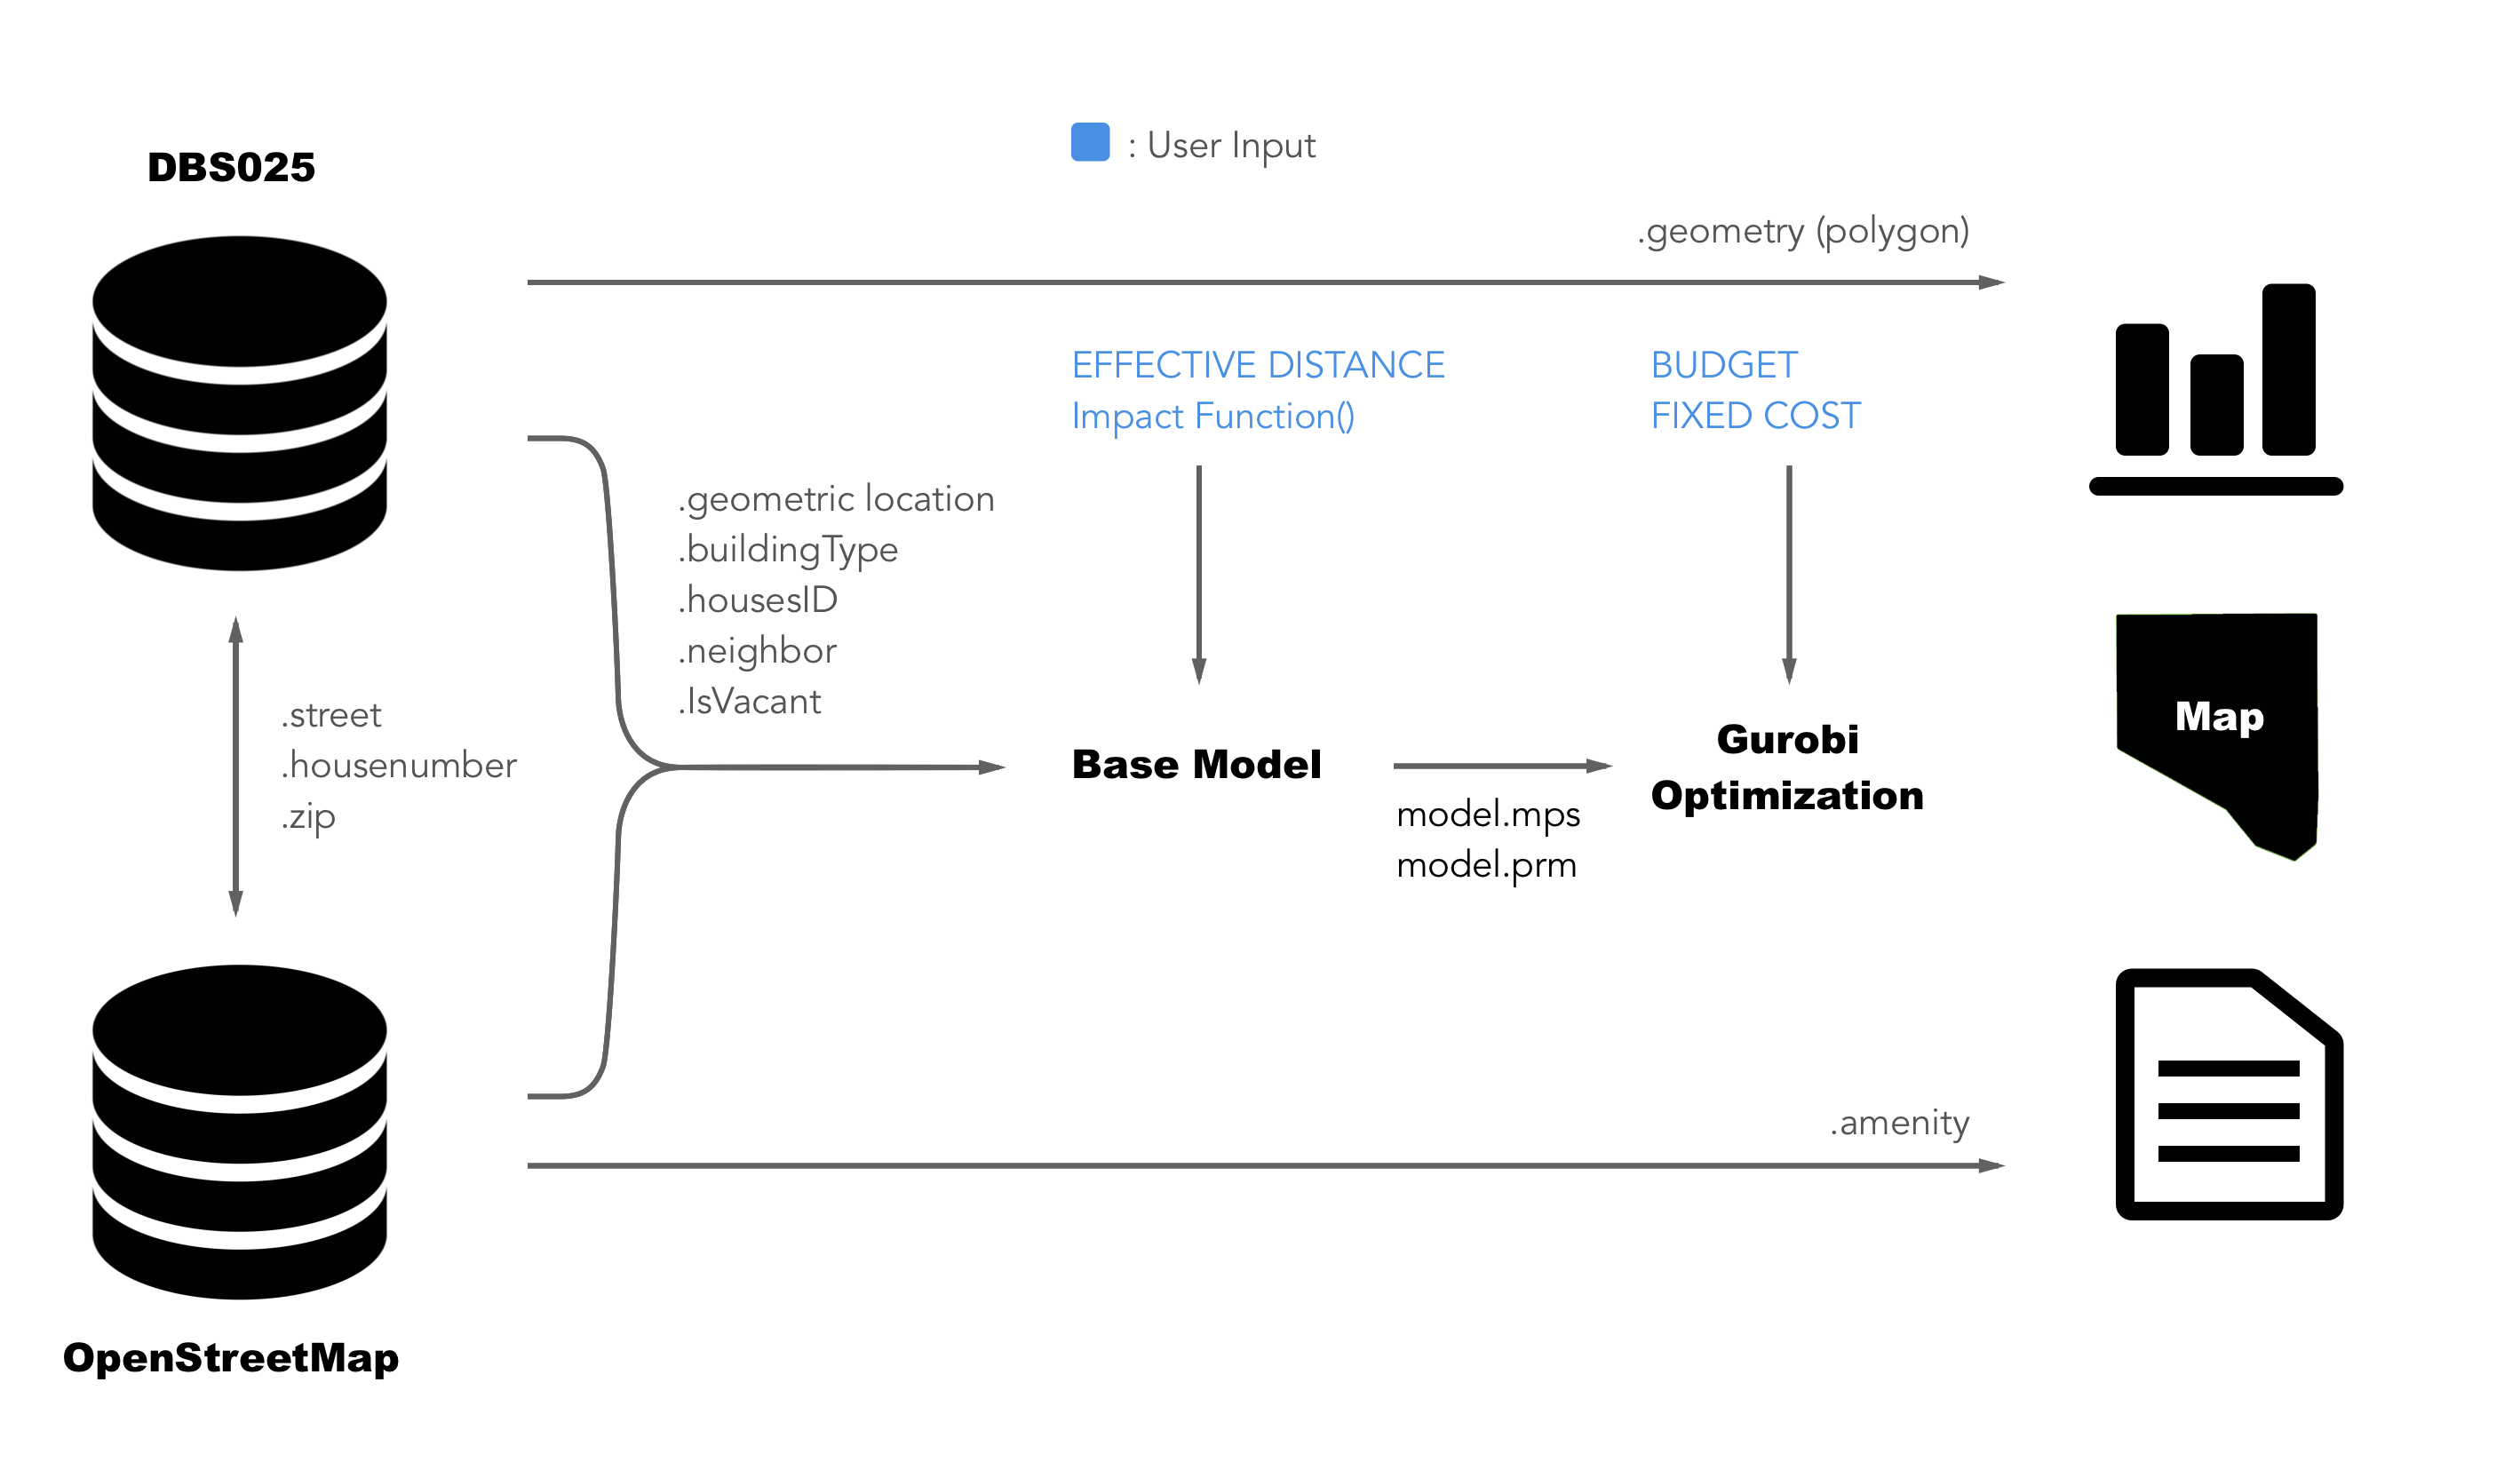 DBS025
: User Input
.geometry (polygon)
EFFECTIVE DISTANCE
Impact Function()
BUDGET
FIXED COST
.geometric location
.buildingType
.housesID
.neighbor
.IsVacant
.street
.housenumber
.zip
Base Model
model.mps
model.prm
Gurobi
Optimization
Map
.amenity
OpenStreetMap